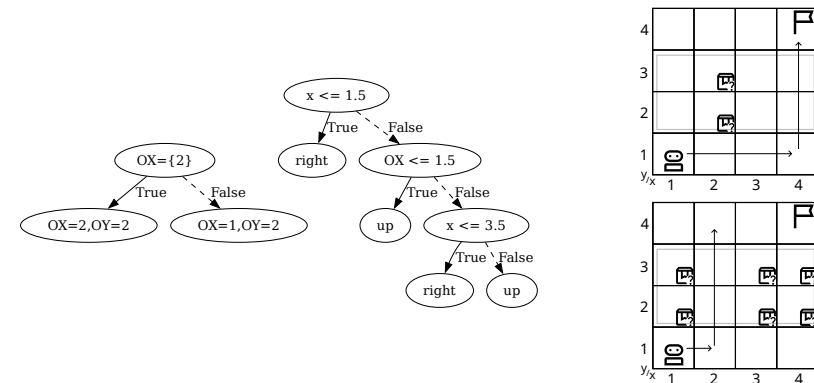 OX={2}
True
False
OX=2,OY=2
OX=1,OY=2
x <= 1.5
True
False
right
OX <= 1.5
True
False
up
x <= 3.5
True
False
right
up
4
3
?
2
?
1
y/x
1 2 3 4
4
3
? ? ?
2
? ? ?
1
y/x
1 2 3 4